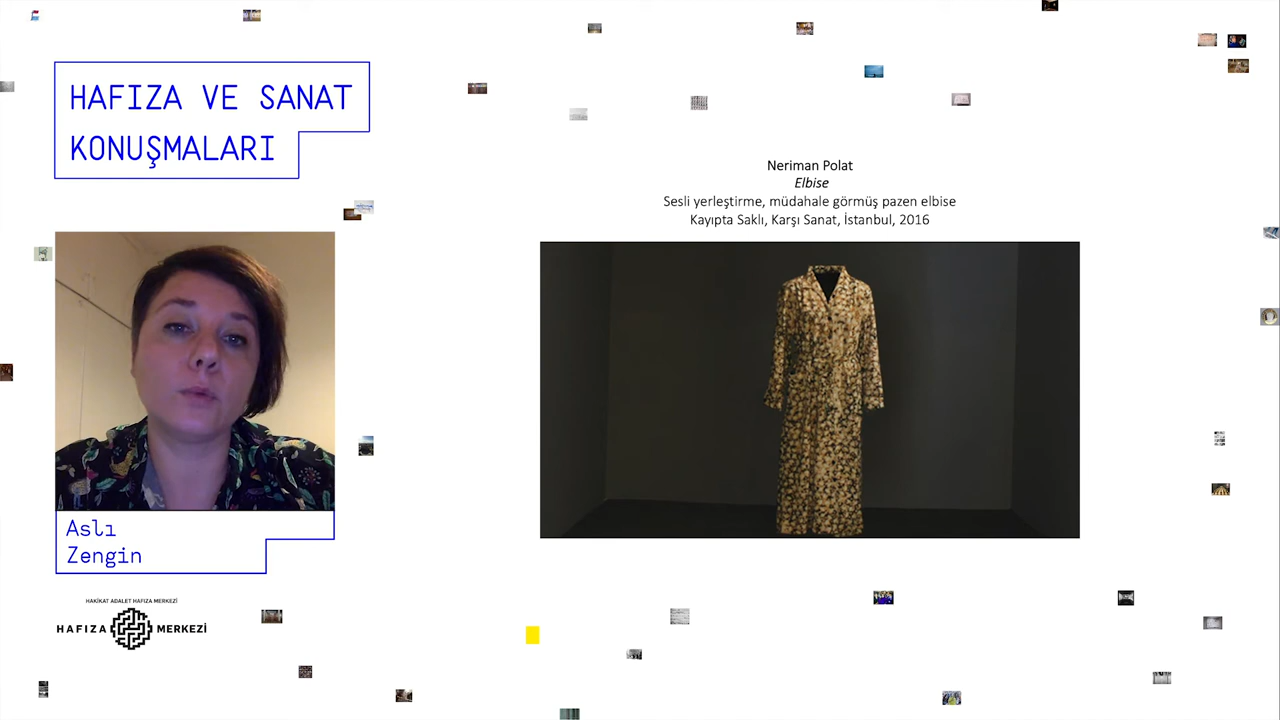 HAFIZA VE SANAT
KONUŞMALARI
Neriman Polat
Elbise
Sesli yerleştirme, müdahale görmüş pazen elbise
Kayıpta Saklı, Karşı Sanat, İstanbul, 2016
Aslı
Zengin
HAKİKAT ADALET HAFIZA MERKEZİ
HAFIZA MERKEZİ